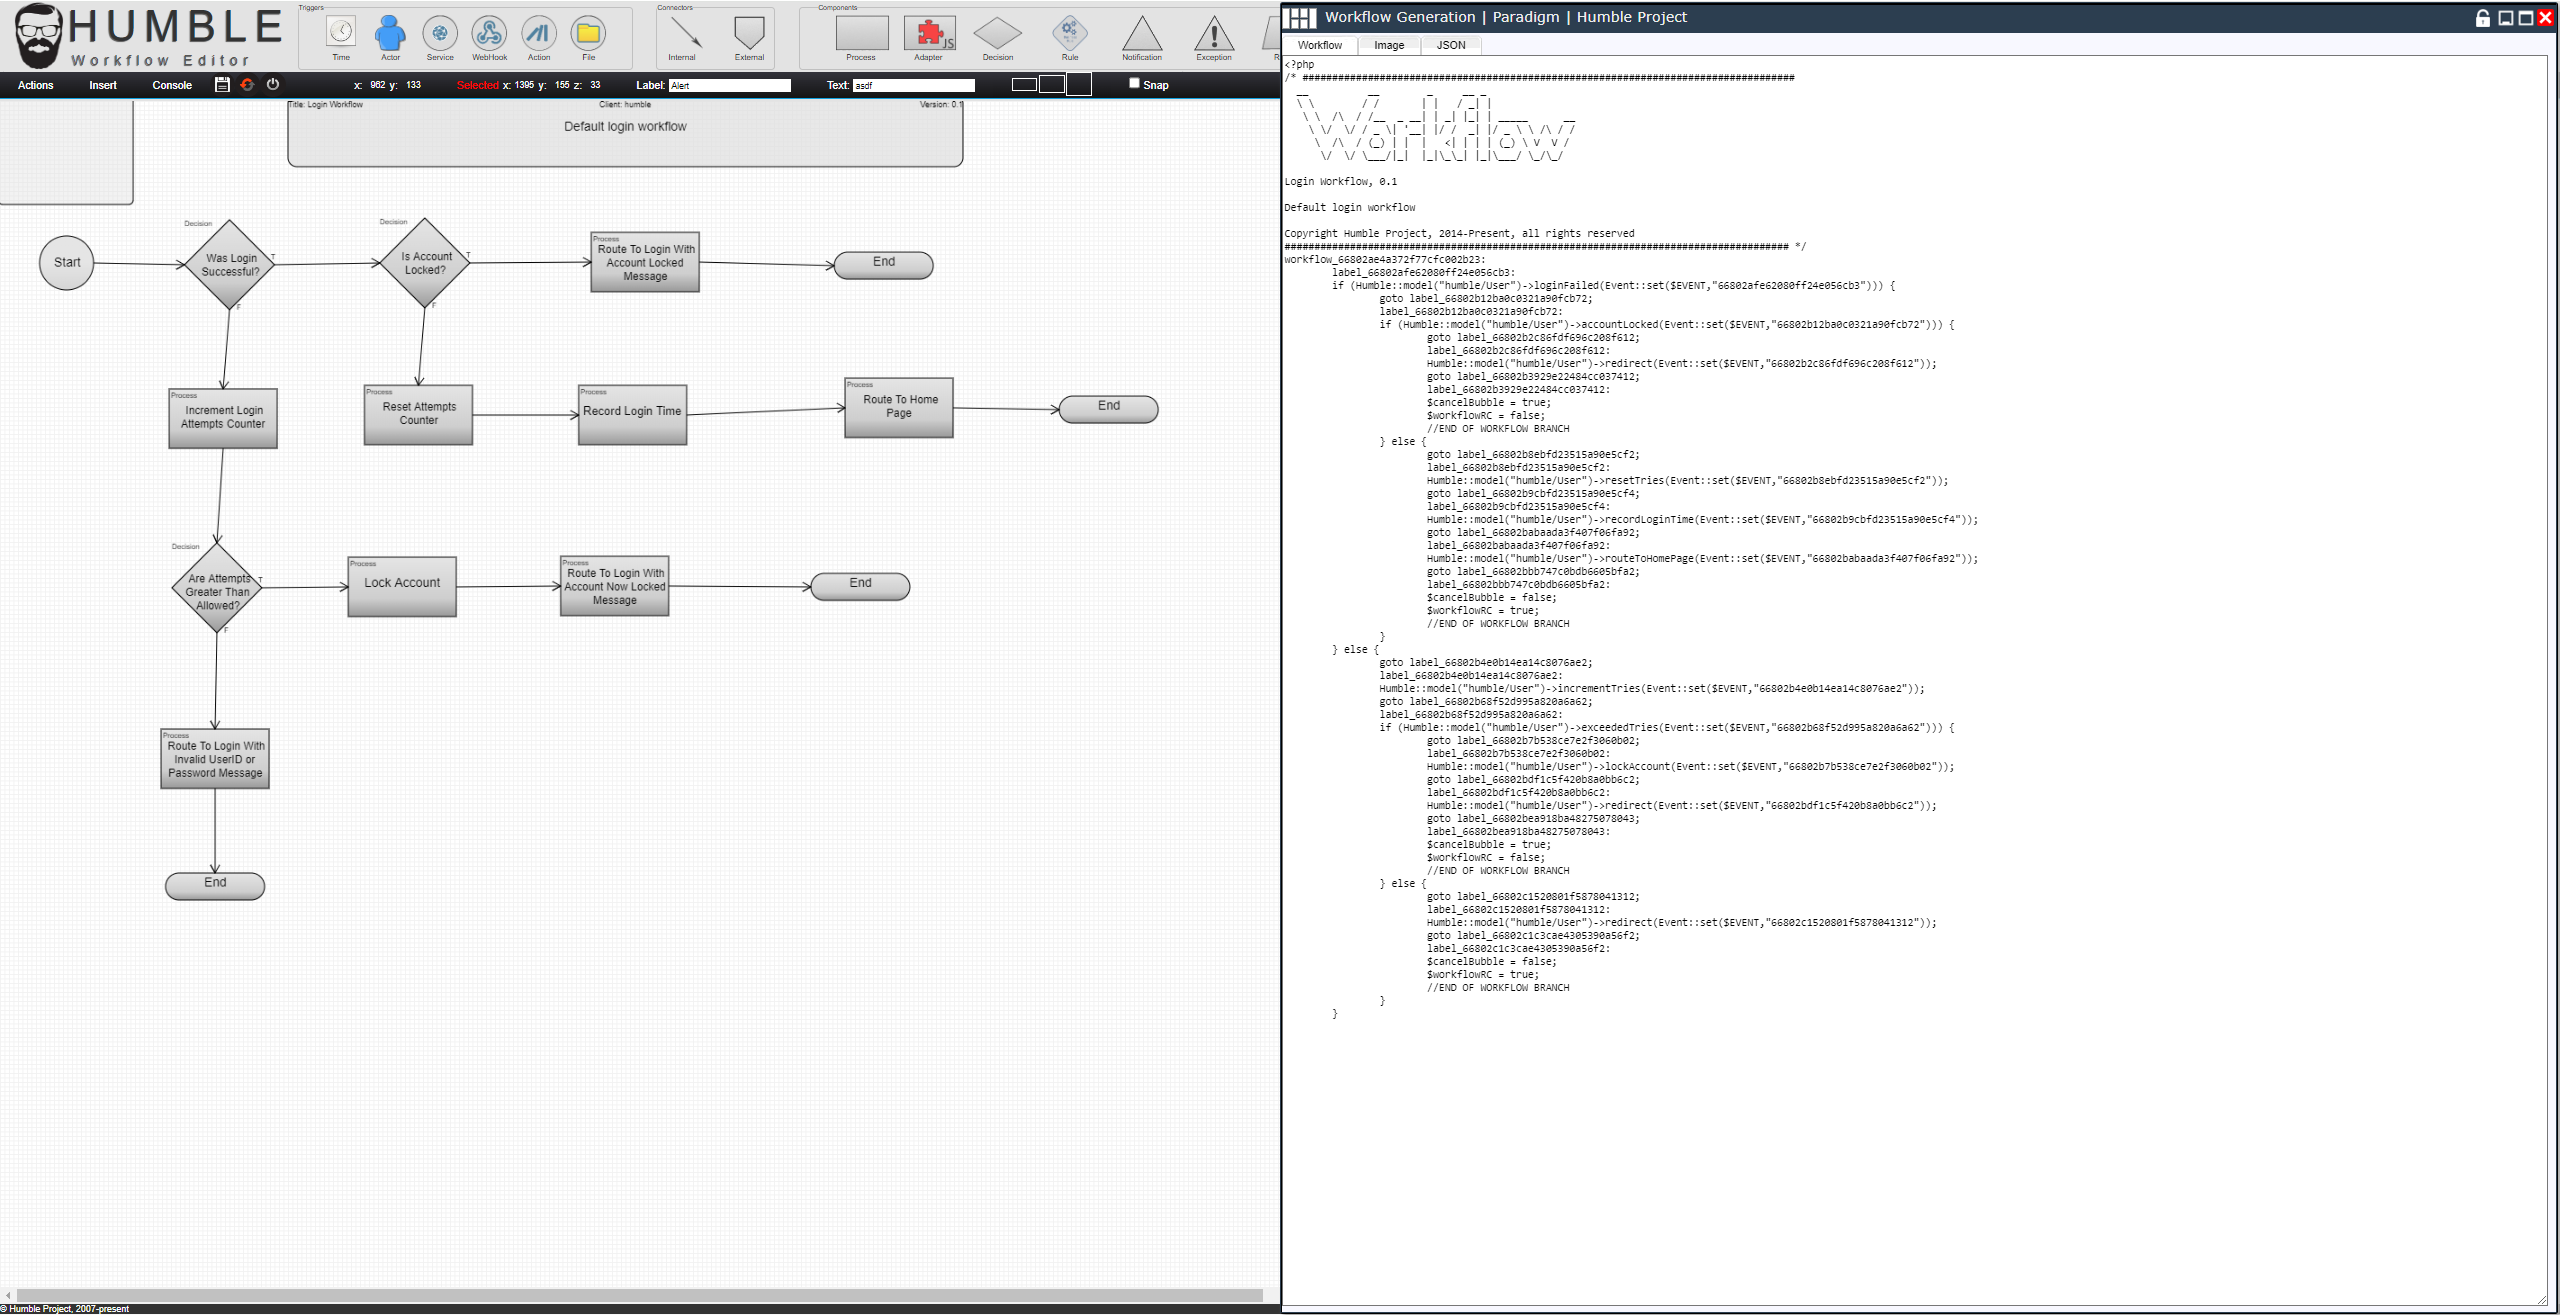 HUMBLE
Workflow Editor
Triggers
Time
Actor
Service
WebHook
Action
File
Connectors
Internal
External
Components
Process
JS
Adapter
Decision
Rule
Notification
Exception
R
Actions
Insert
Console
x: 962 y: 133
Selected x: 1395 y: 155 z: 33
Label: Alert
Text: asdf
Snap
Title: Login Workflow
Client: humble
Version: 0.1
Default login workflow
Start
Decision
Was Login
Successful?
T
F
Decision
Is Account
Locked?
T
F
Process
Route To Login With
Account Locked
Message
End
Process
Increment Login
Attempts Counter
Process
Reset Attempts
Counter
Process
Record Login Time
Process
Route To Home
Page
End
Decision
Are Attempts
Greater Than
Allowed?
T
F
Process
Lock Account
Process
Route To Login With
Account Now Locked
Message
End
Process
Route To Login With
Invalid UserID or
Password Message
End
© Humble Project, 2007-present
Workflow Generation | Paradigm | Humble Project
Workflow
Image
JSON
<?php
Workflow
Login Workflow, 0.1
Default login workflow
Copyright Humble Project, 2014-Present, all rights reserved
workflow_66802ae4a372f77cfc002b23:
label_66802afe62080ff24e056cb3:
if (Humble::model("humble/User")->loginFailed(Event::set($EVENT,"66802afe62080ff24e056cb3"))) {
goto label_66802b12ba0c0321a90fcb72;
label_66802b12ba0c0321a90fcb72:
if (Humble::model("humble/User")->accountLocked(Event::set($EVENT,"66802b12ba0c0321a90fcb72"))) {
goto label_66802b2c86fdf696c208f612;
label_66802b2c86fdf696c208f612:
Humble::model("humble/User")->redirect(Event::set($EVENT,"66802b2c86fdf696c208f612"));
goto label_66802b3929e22484cc037412;
label_66802b3929e22484cc037412:
$cancelBubble = true;
$workflowRC = false;
//END OF WORKFLOW BRANCH
} else {
goto label_66802b8ebfd23515a90e5cf2;
label_66802b8ebfd23515a90e5cf2:
Humble::model("humble/User")->resetTries(Event::set($EVENT,"66802b8ebfd23515a90e5cf2"));
goto label_66802b9cbfd23515a90e5cf4;
label_66802b9cbfd23515a90e5cf4:
Humble::model("humble/User")->recordLoginTime(Event::set($EVENT,"66802b9cbfd23515a90e5cf4"));
goto label_66802babaada3f407f06fa92;
label_66802babaada3f407f06fa92:
Humble::model("humble/User")->routeToHomePage(Event::set($EVENT,"66802babaada3f407f06fa92"));
goto label_66802bbb747c0bdb6605bfa2;
label_66802bbb747c0bdb6605bfa2:
$cancelBubble = false;
$workflowRC = true;
//END OF WORKFLOW BRANCH
}
} else {
goto label_66802b4e0b14ea14c8076ae2;
label_66802b4e0b14ea14c8076ae2:
Humble::model("humble/User")->incrementTries(Event::set($EVENT,"66802b4e0b14ea14c8076ae2"));
goto label_66802b68f52d995a820a6a62;
label_66802b68f52d995a820a6a62:
if (Humble::model("humble/User")->exceededTries(Event::set($EVENT,"66802b68f52d995a820a6a62"))) {
goto label_66802b7b538ce7e2f3060b02;
label_66802b7b538ce7e2f3060b02:
Humble::model("humble/User")->lockAccount(Event::set($EVENT,"66802b7b538ce7e2f3060b02"));
goto label_66802bdf1c5f420b8a0bb6c2;
label_66802bdf1c5f420b8a0bb6c2:
Humble::model("humble/User")->redirect(Event::set($EVENT,"66802bdf1c5f420b8a0bb6c2"));
goto label_66802bea918ba48275078043;
label_66802bea918ba48275078043:
$cancelBubble = true;
$workflowRC = false;
//END OF WORKFLOW BRANCH
} else {
goto label_66802c1520801f5878041312;
label_66802c1520801f5878041312:
Humble::model("humble/User")->redirect(Event::set($EVENT,"66802c1520801f5878041312"));
goto label_66802c1c3cae4305390a56f2;
label_66802c1c3cae4305390a56f2:
$cancelBubble = false;
$workflowRC = true;
//END OF WORKFLOW BRANCH
}
}